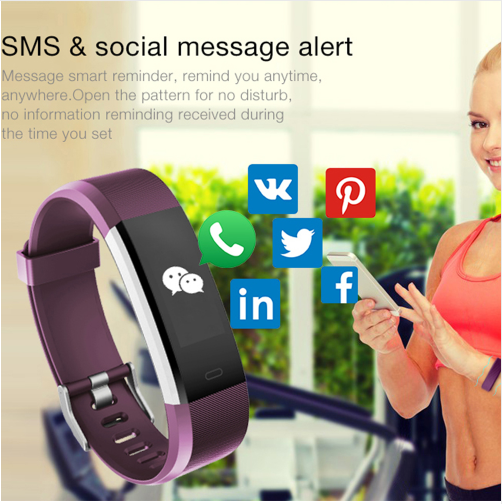 SMS & social message alert
Message smart reminder, remind you anytime,
anywhere.Open the pattern for no disturb,
no information reminding received during
the time you set
in
f